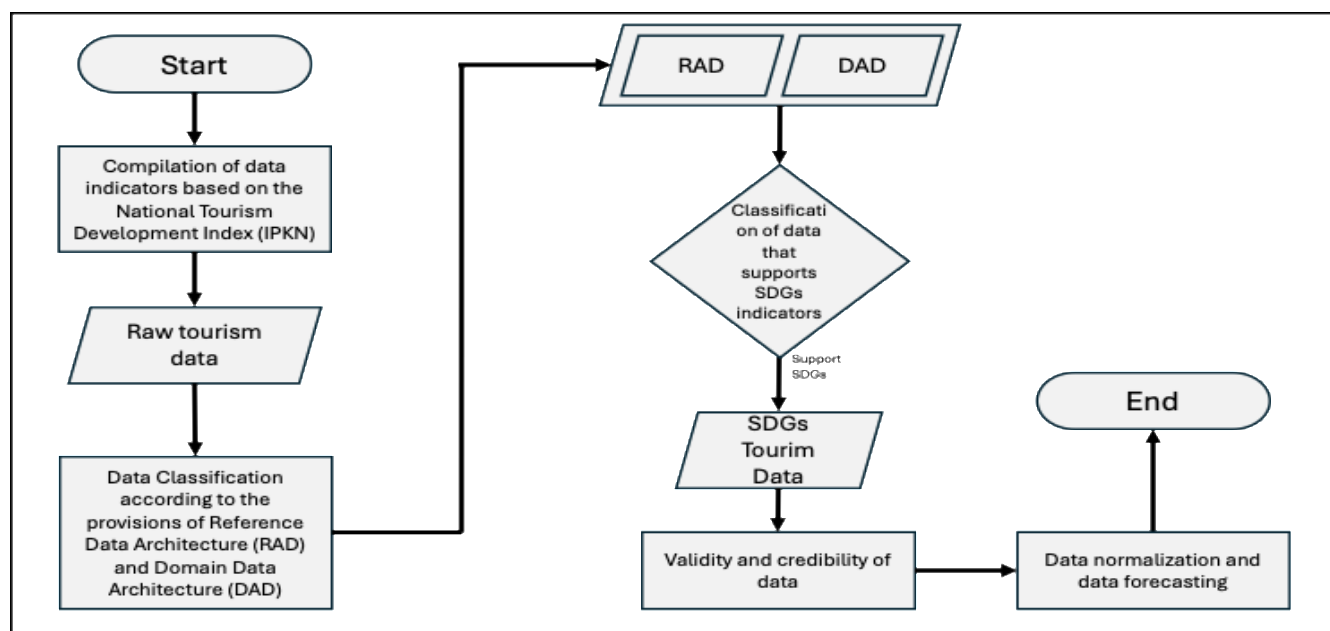 Start
Compilation of data
indicators based on the
National Tourism
Development Index (IPKN)
Raw tourism
data
Data Classification
according to the
provisions of Reference
Data Architecture (RAD)
and Domain Data
Architecture (DAD)
RAD
DAD
Classificati
on of data
that
supports
SDGs
indicators
Support
SDGs
SDGs
Tourim
Data
Validity and credibility of
data
Data normalization and
data forecasting
End